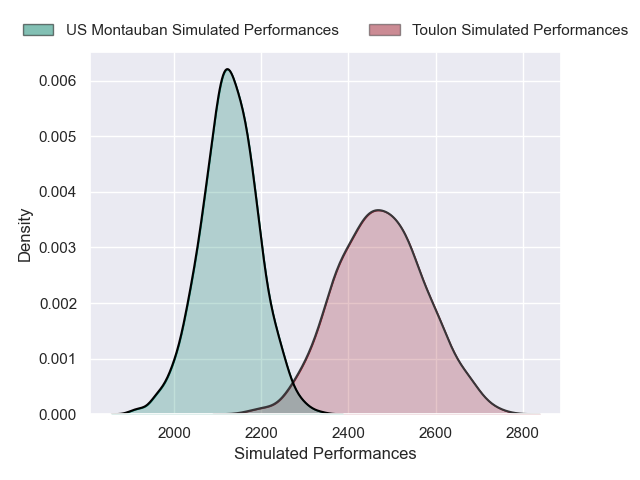 US Montauban Simulated Performances Toulon Simulated Performances
0.006
0.005
0.004
0.003
0.002
0.001
0.000
Density
2000 2200 2400 2600 2800
Simulated Performances